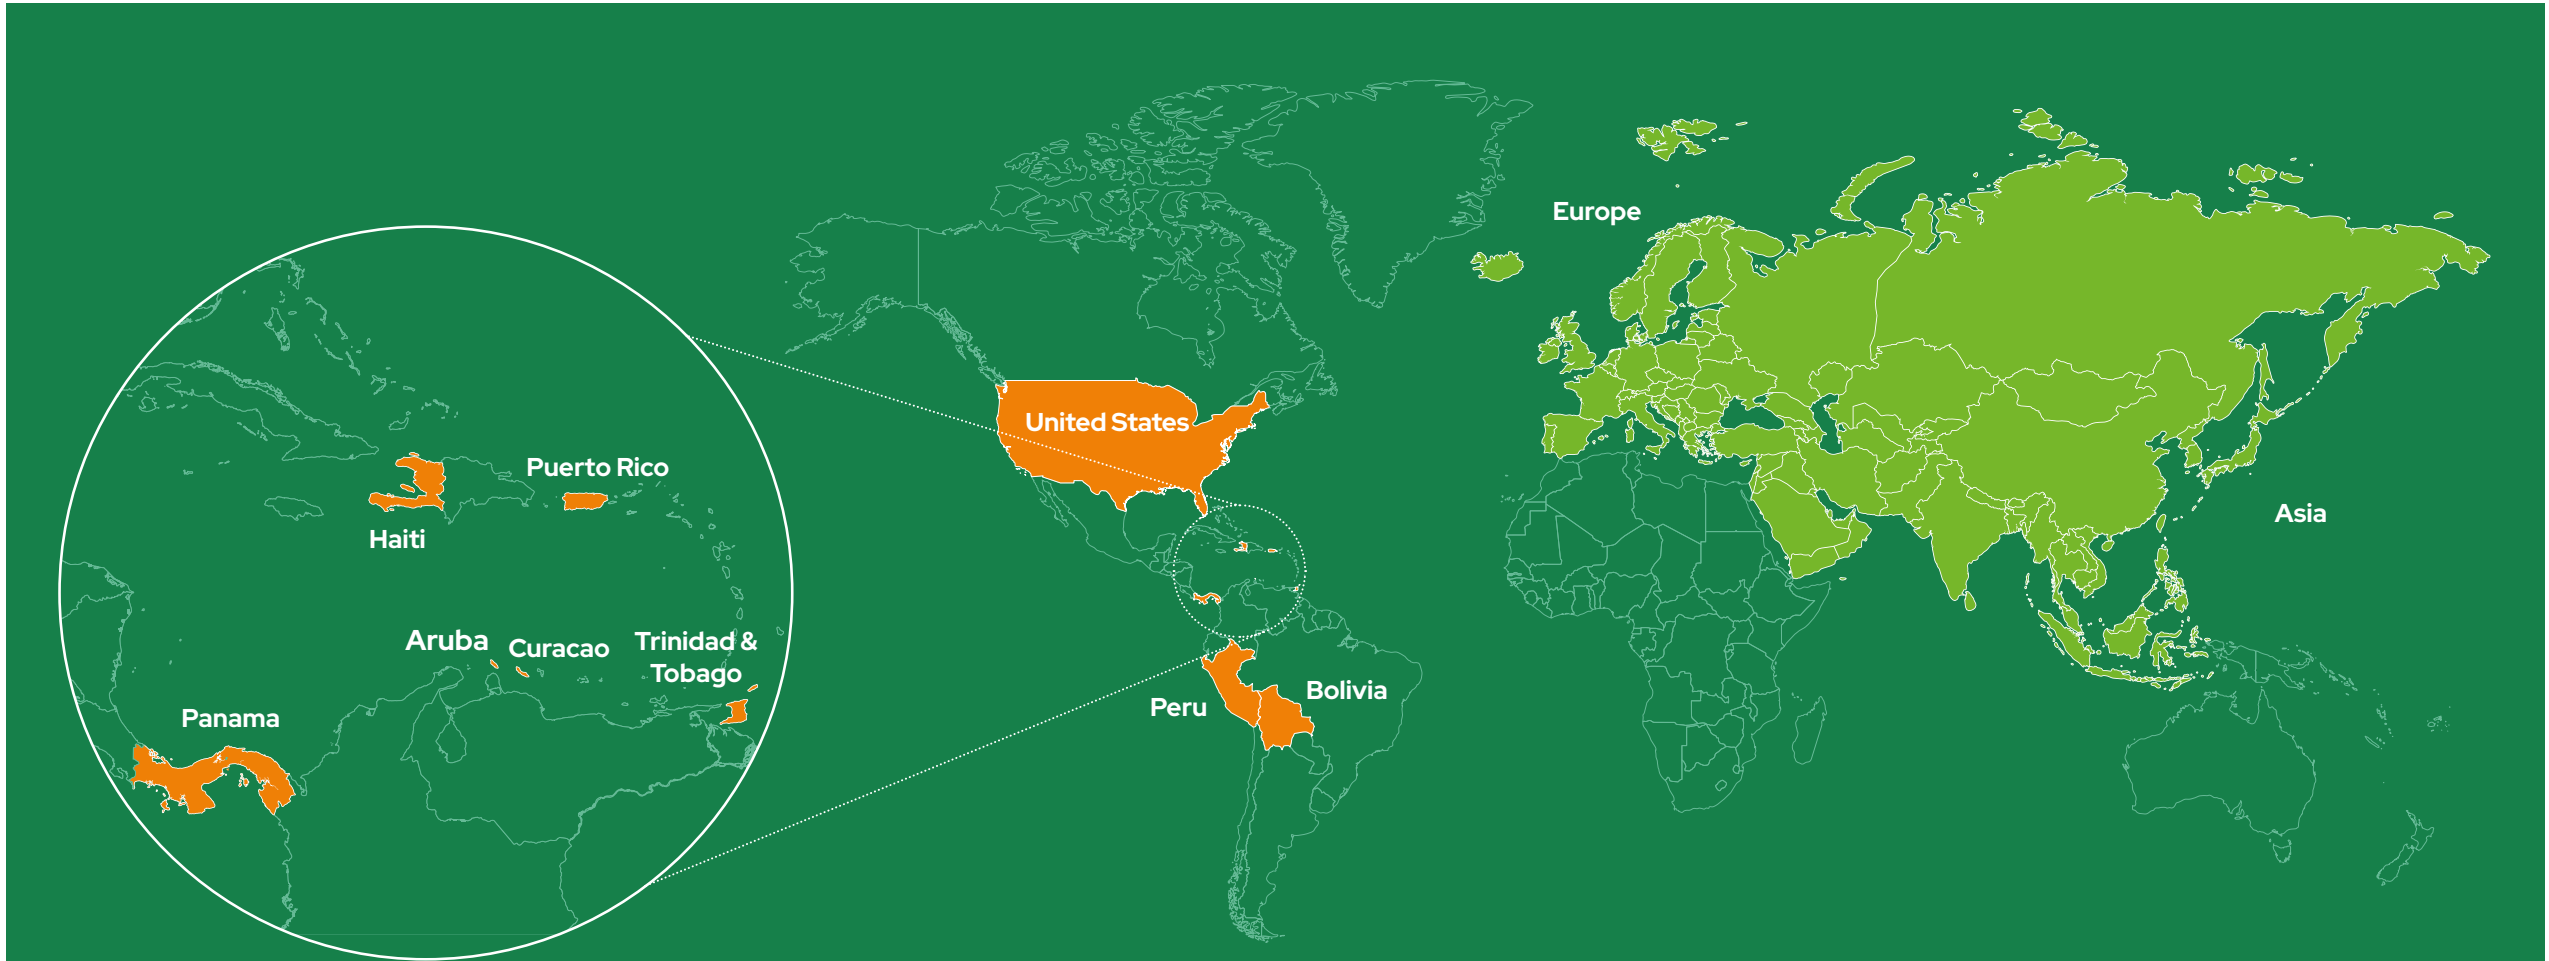 Europe
United States
Puerto Rico
Haiti
Asia
Aruba
Curacao
Trinidad &
Tobago
Bolivia
Peru
Panama